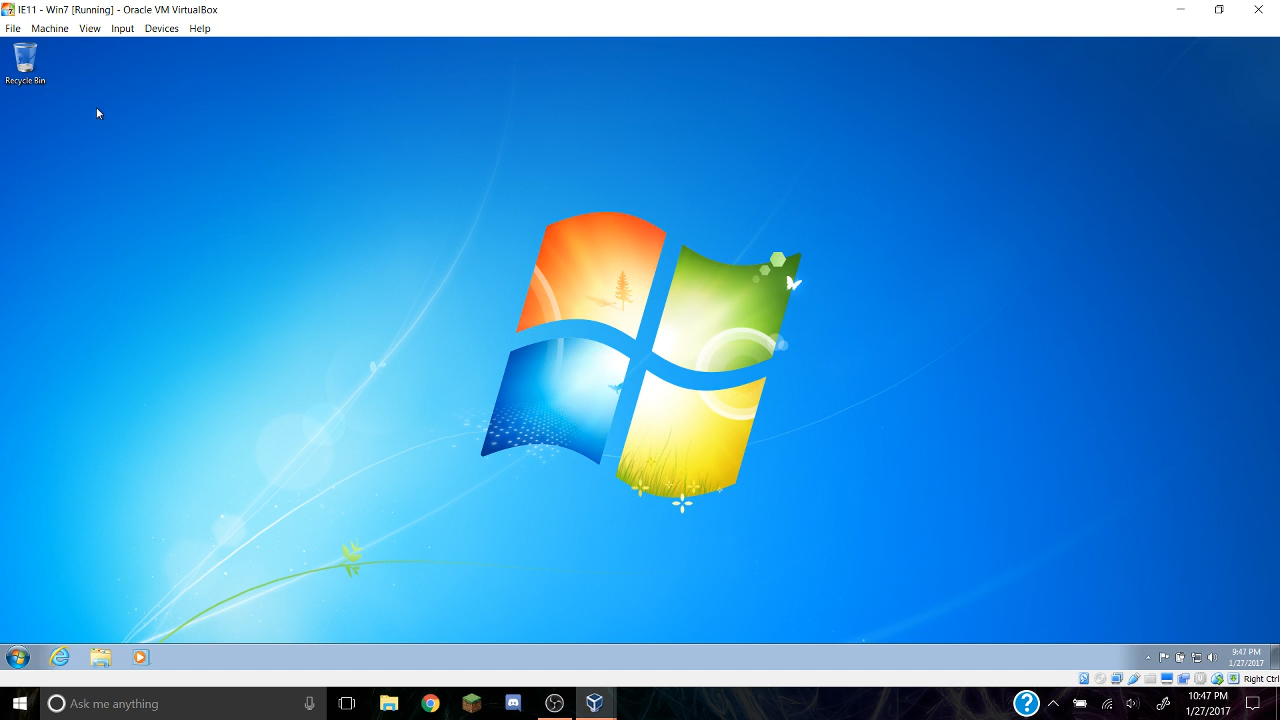 IE11 - Win7 [Running] - Oracle VM VirtualBox
File Machine View Input Devices Help
Recycle Bin
9:47 PM
1/27/2017
Right Ctrl
Ask me anything
10:47 PM
1/27/2017